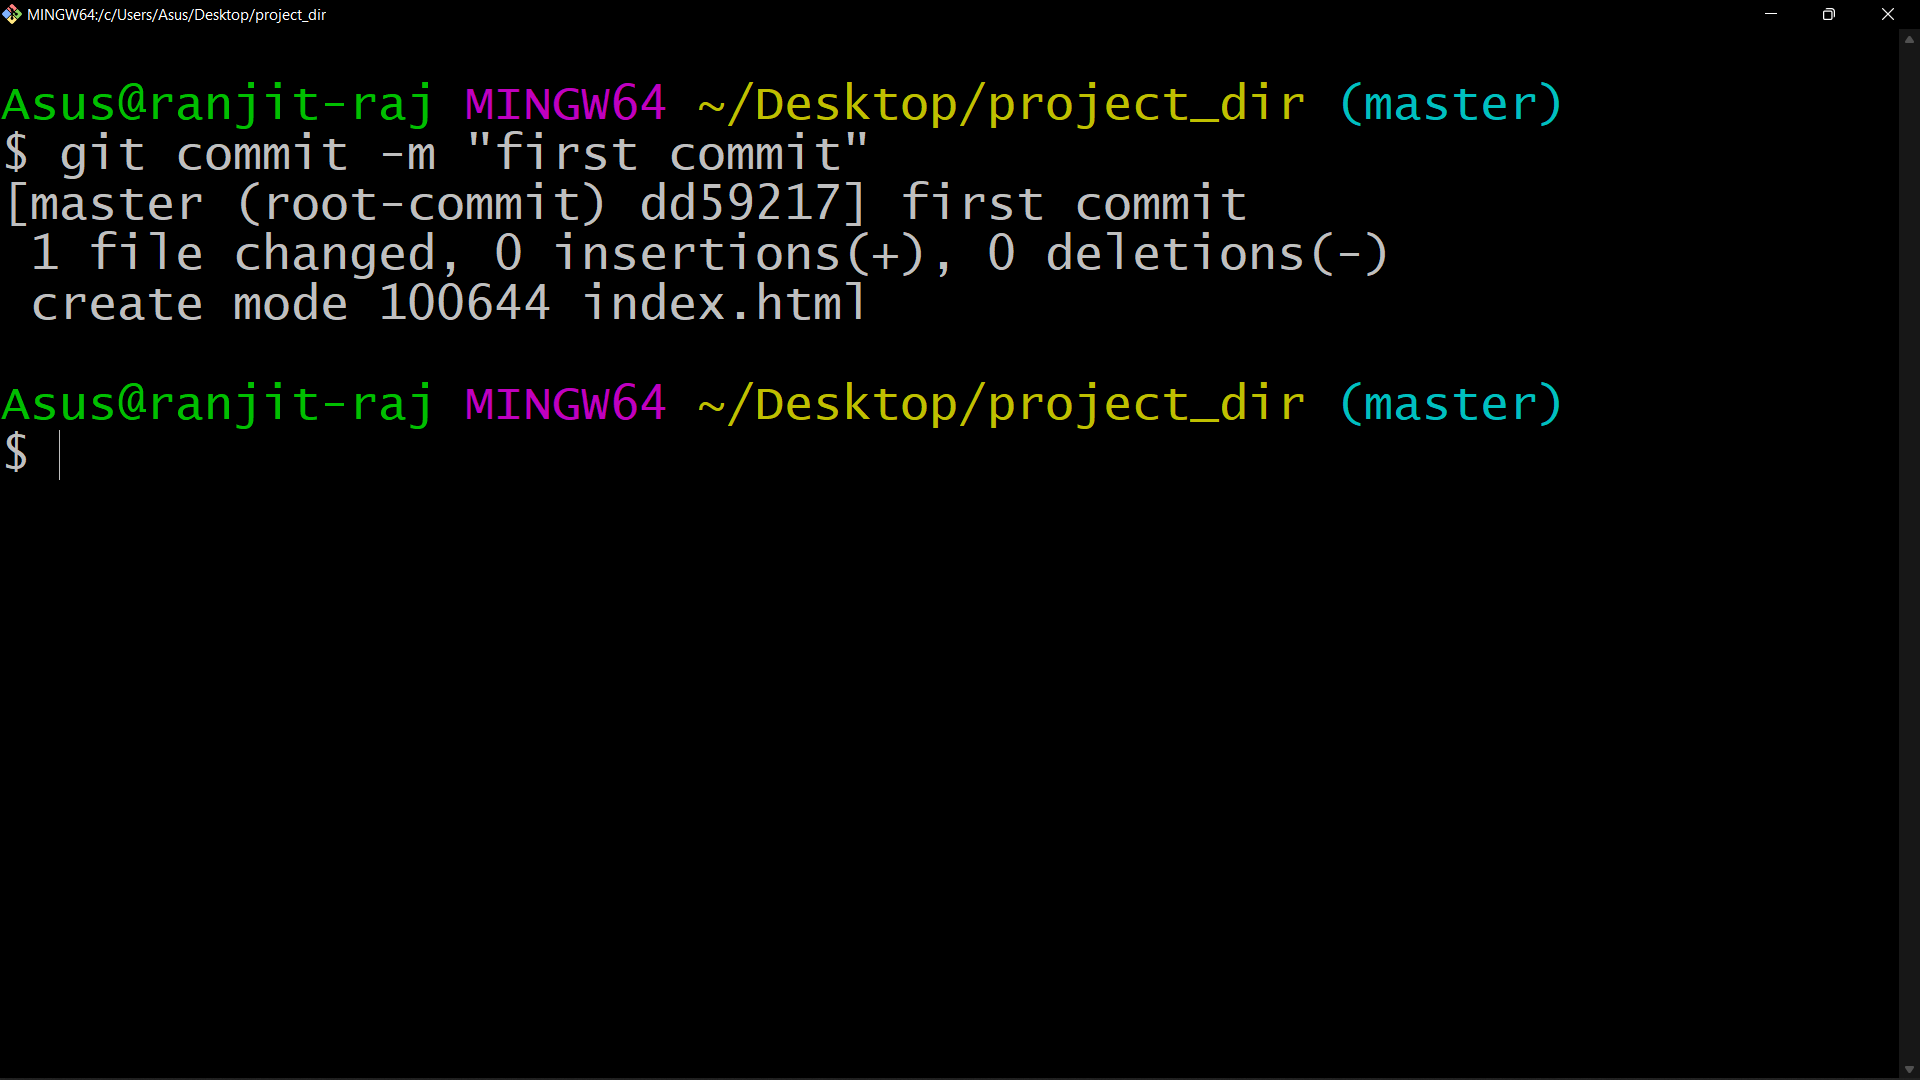 MINGW64:/c/Users/Asus/Desktop/project_dir
Asus@ranjit-raj MINGW64 ~/Desktop/project_dir (master)
$ git commit -m "first commit"
[master (root-commit) dd59217] first commit
 1 file changed, 0 insertions(+), 0 deletions(-)
 create mode 100644 index.html
Asus@ranjit-raj MINGW64 ~/Desktop/project_dir (master)
$